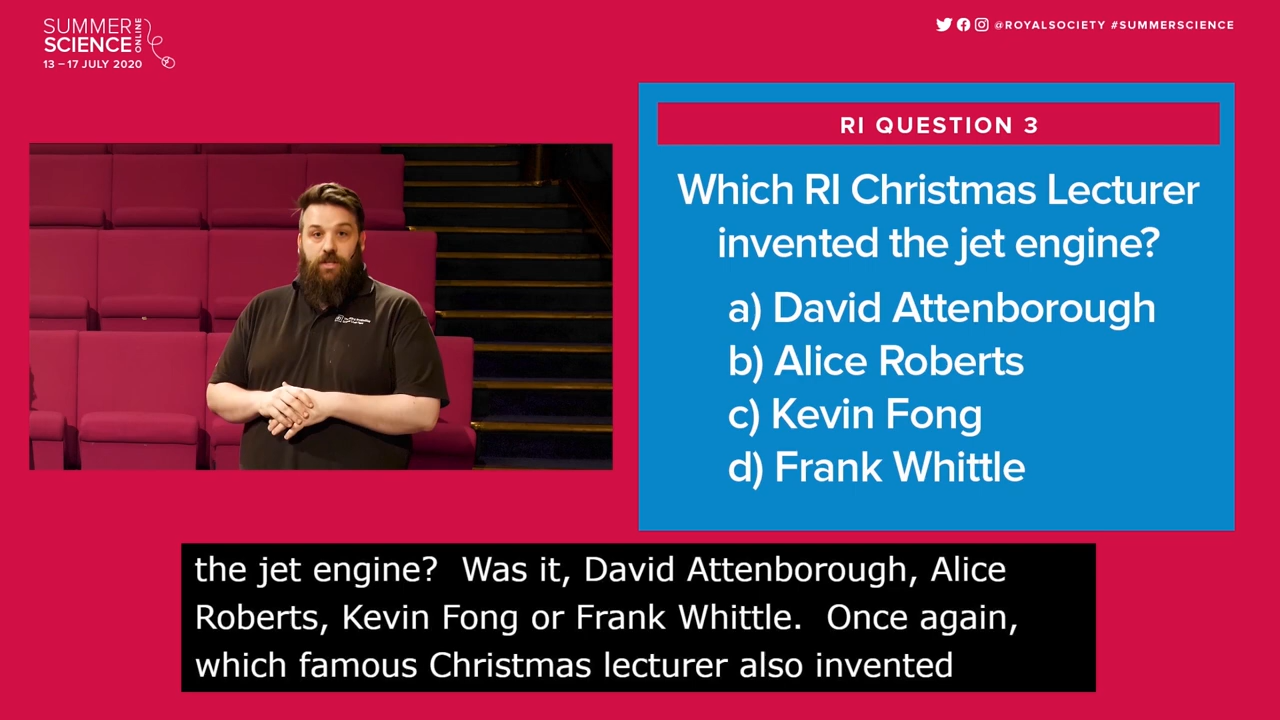 SUMMER
SCIENCE
ONLINE
13 – 17 JULY 2020
@ROYALSOCIETY #SUMMERSCIENCE
RI QUESTION 3
Which RI Christmas Lecturer
invented the jet engine?
a) David Attenborough
b) Alice Roberts
c) Kevin Fong
d) Frank Whittle
the jet engine?  Was it, David Attenborough, Alice
Roberts, Kevin Fong or Frank Whittle.  Once again,
which famous Christmas lecturer also invented